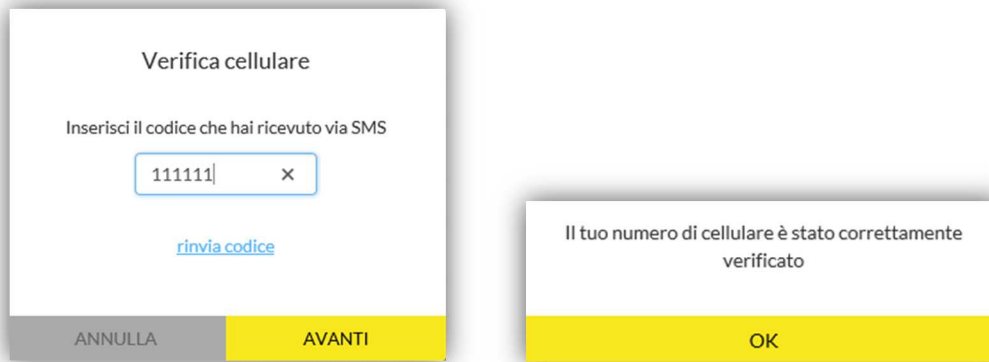 Verifica cellulare
Inserisci il codice che hai ricevuto via SMS
111111
rinvia codice
ANNULLA
AVANTI
Il tuo numero di cellulare è stato correttamente
verificato
OK